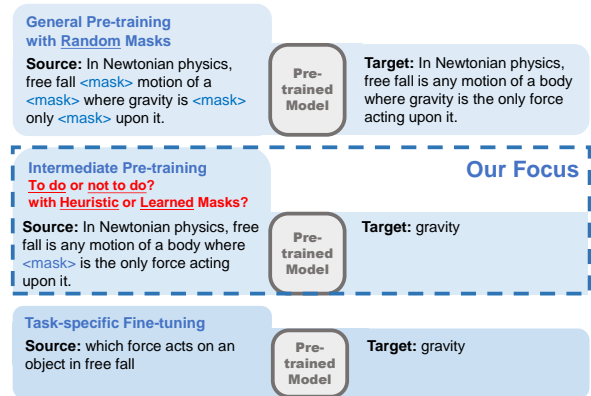 General Pre-training
with Random Masks
Source: In Newtonian physics,
free fall <mask> motion of a
<mask> where gravity is <mask>
only <mask> upon it.
Pre-
trained
Model
Target: In Newtonian physics,
free fall is any motion of a body
where gravity is the only force
acting upon it.
Intermediate Pre-training
To do or not to do?
with Heuristic or Learned Masks?
Our Focus
Source: In Newtonian physics, free
fall is any motion of a body where
<mask> is the only force acting
upon it.
Pre-
trained
Model
Target: gravity
Task-specific Fine-tuning
Source: which force acts on an
object in free fall
Pre-
trained
Model
Target: gravity